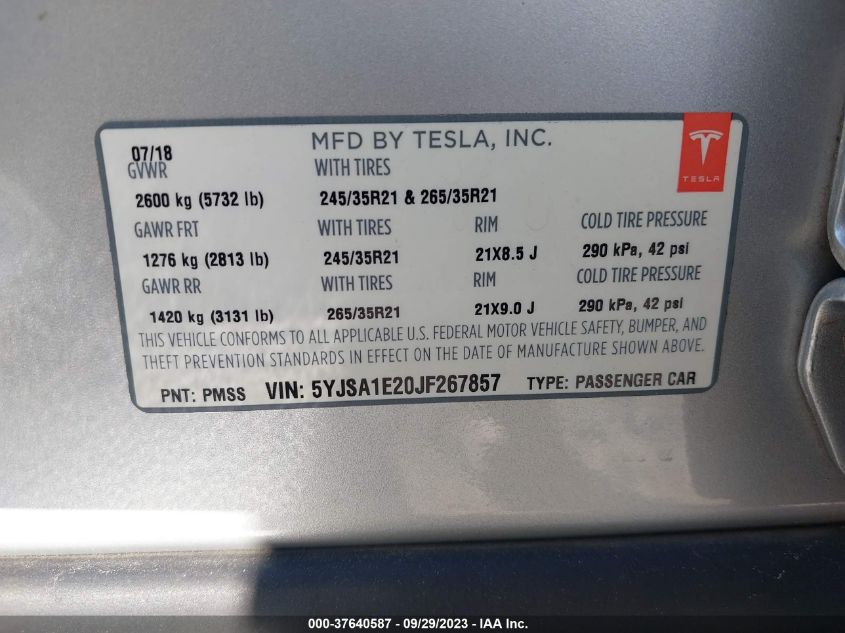 07/18 MFD BY TESLA, INC.
GVWR WITH TIRES
TESLA
2600 kg (5732 lb) 245/35R21 & 265/35R21
GAWR FRT WITH TIRES RIM COLD TIRE PRESSURE
1276 kg (2813 lb) 245/35R21 21X8.5 J 290 kPa, 42 psi
GAWR RR WITH TIRES RIM COLD TIRE PRESSURE
1420 kg (3131 lb) 265/35R21 21X9.0 J 290 kPa, 42 psi
THIS VEHICLE CONFORMS TO ALL APPLICABLE U.S. FEDERAL MOTOR VEHICLE SAFETY, BUMPER, AND
THEFT PREVENTION STANDARDS IN EFFECT ON THE DATE OF MANUFACTURE SHOWN ABOVE.
PNT: PMSS VIN: 5YJSA1E20JF267857 TYPE: PASSENGER CAR
000-37640587 - 09/29/2023 - IAA Inc.